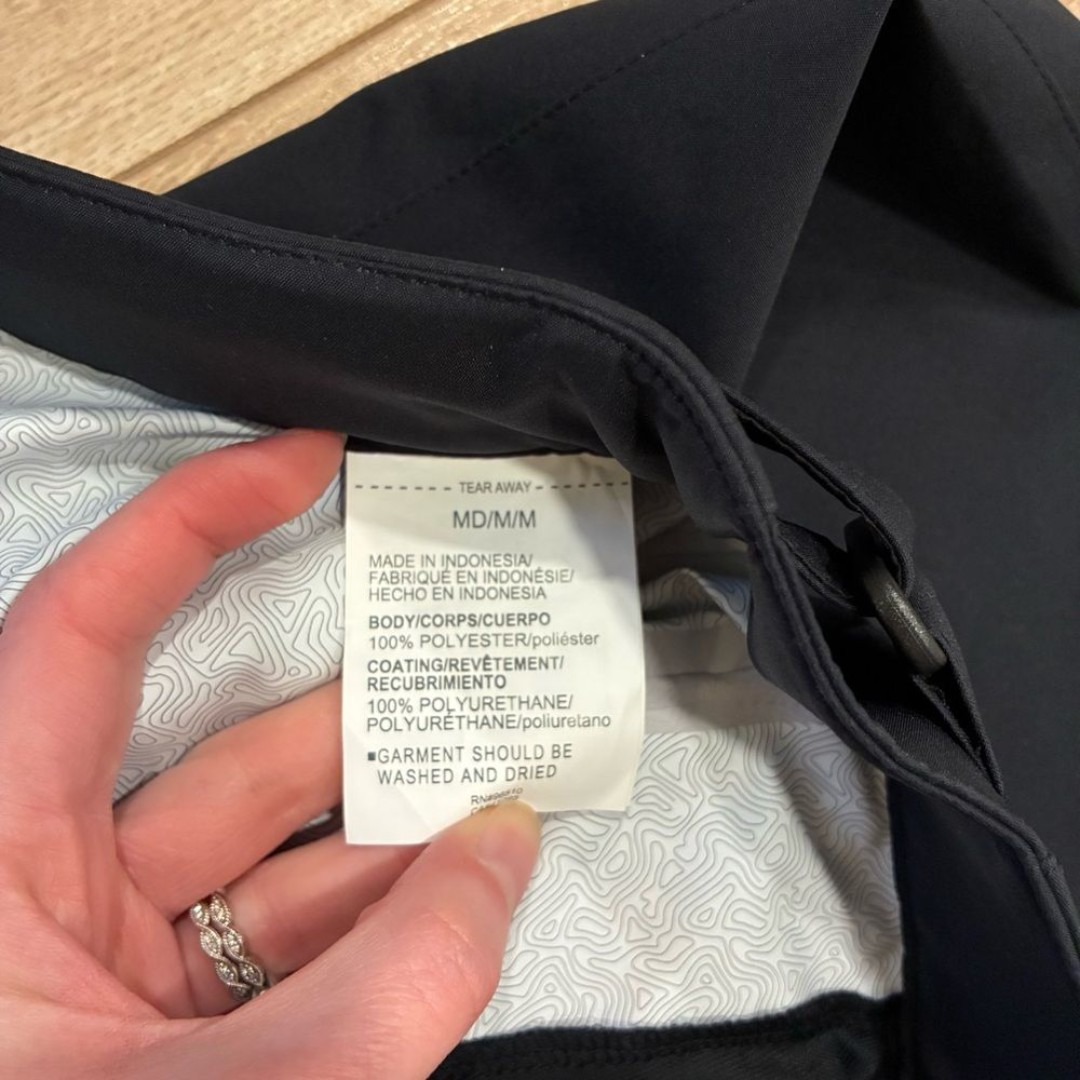 TEAR AWAY
MD/M/M
MADE IN INDONESIA/
FABRIQUÉ EN INDONÉSIE/
HECHO EN INDONESIA
BODY/CORPS/CUERPO
100% POLYESTER/poliéster
COATING/REVÊTEMENT/
RECUBRIMIENTO
100% POLYURETHANE/
POLYURÉTHANE/poliuretano
■GARMENT SHOULD BE
WASHED AND DRIED